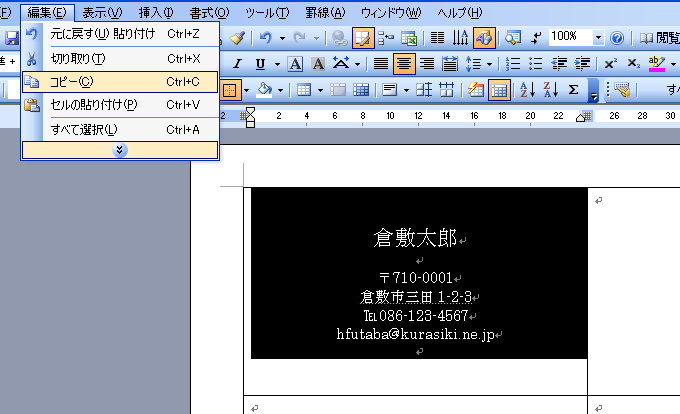 (F) 編集(E) 表示(V) 挿入(I) 書式(O) ツール(T) 罫線(A) ウィンドウ(W) ヘルプ(H)
元に戻す(U) 貼り付け Ctrl+Z
100% 閲覧
切り取り(T) Ctrl+X
コピー(C) Ctrl+C
セルの貼り付け(P) Ctrl+V
すべて選択(L) Ctrl+A
2 2 4 6 8 10 12 14 16 18 20 22 24 26 28 30
倉敷太郎
〒710-0001
倉敷市三田 1-2-3
℡086-123-4567
hfutaba@kurasiki.ne.jp